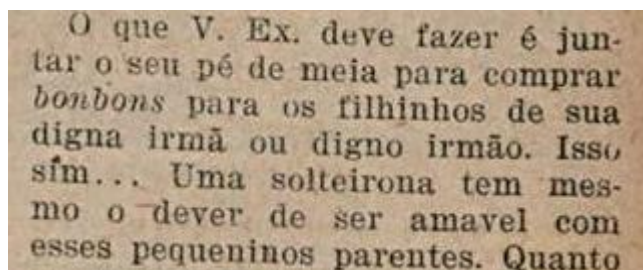 O que V. Ex. deve fazer é jun-
tar o seu pé de meia para comprar
bonbons para os filhinhos de sua
digna irmã ou digno irmão. Isso
sim... Uma solteirona tem mes-
mo o dever de ser amavel com
esses pequeninos parentes. Quanto